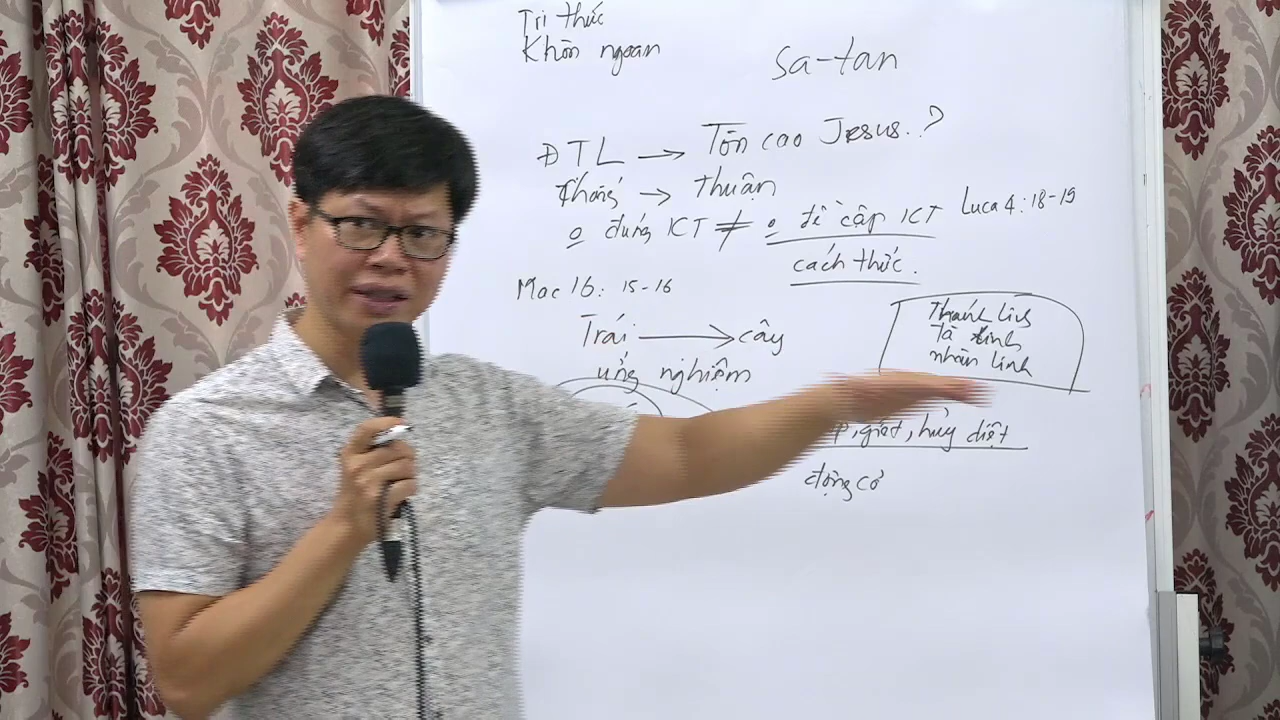 Tri thức
Khôn ngoan
Sa-tan
ĐTL → Tôn cao Jesus.?
→ thuận
o đúng KCT ≠ o đề cập KCT Luca 4: 18-19
cách thức.
Mac 16: 15-16
Trái → cây
ứng nghiệm
Thánh linh
Tà linh
nhân linh
, giết, hủy diệt
động cơ